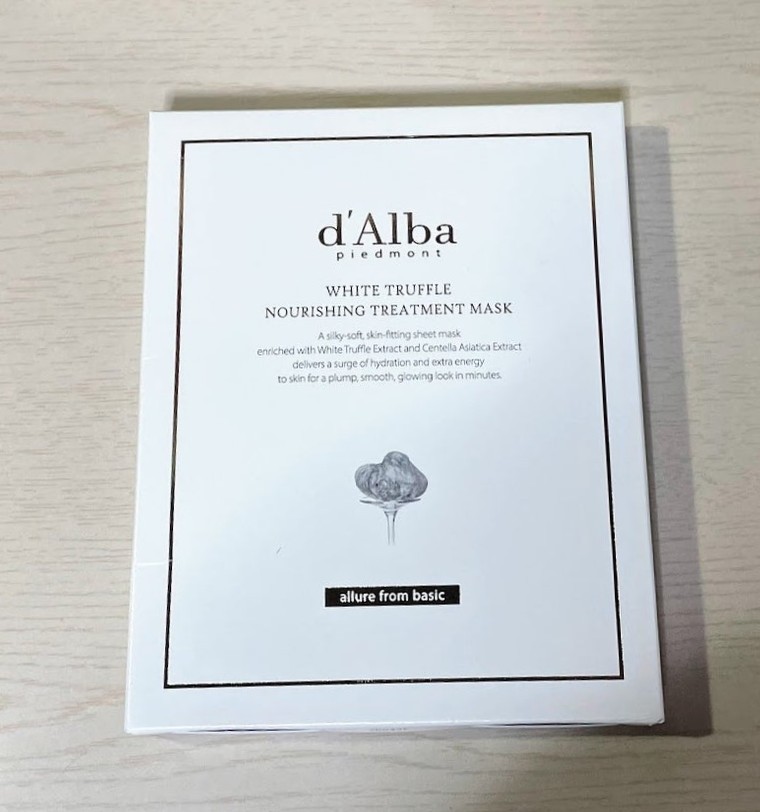 d'Alba
piedmont
WHITE TRUFFLE
NOURISHING TREATMENT MASK
A silky-soft, skin-fitting sheet mask
enriched with White Truffle Extract and Centella Asiatica Extract
delivers a surge of hydration and extra energy
to skin for a plump, smooth, glowing look in minutes.
allure from basic